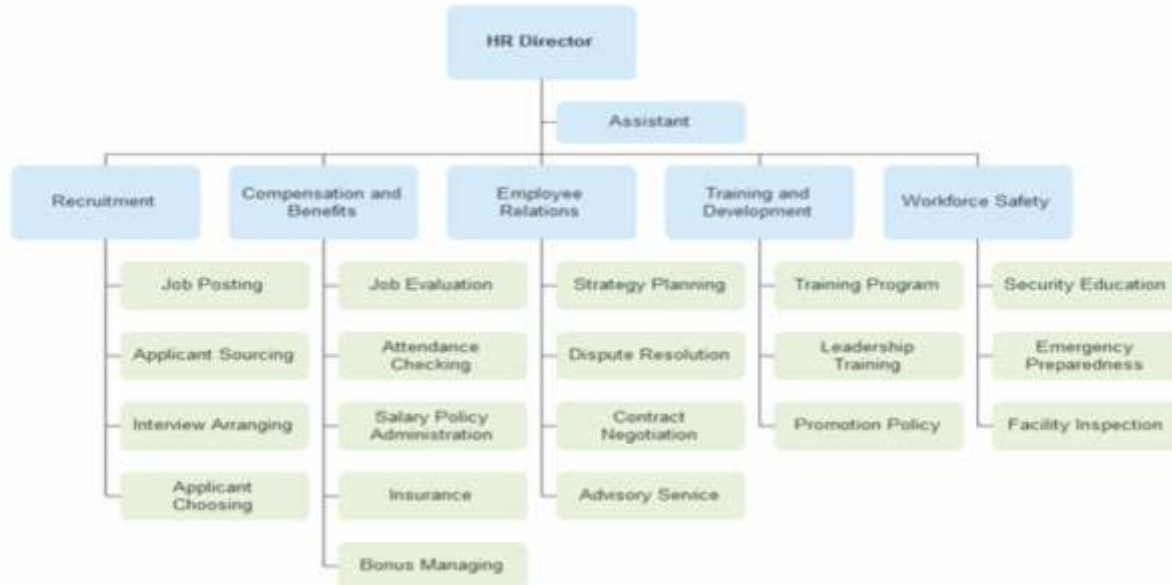 HR Director
Assistant
Recruitment
Compensation and
Benefits
Employee
Relations
Training and
Development
Workforce Safety
Job Posting
Applicant Sourcing
Interview Arranging
Applicant
Choosing
Job Evaluation
Attendance
Checking
Salary Policy
Administration
Insurance
Bonus Managing
Strategy Planning
Dispute Resolution
Contract
Negotiation
Advisory Service
Training Program
Leadership
Training
Promotion Policy
Security Education
Emergency
Preparedness
Facility Inspection